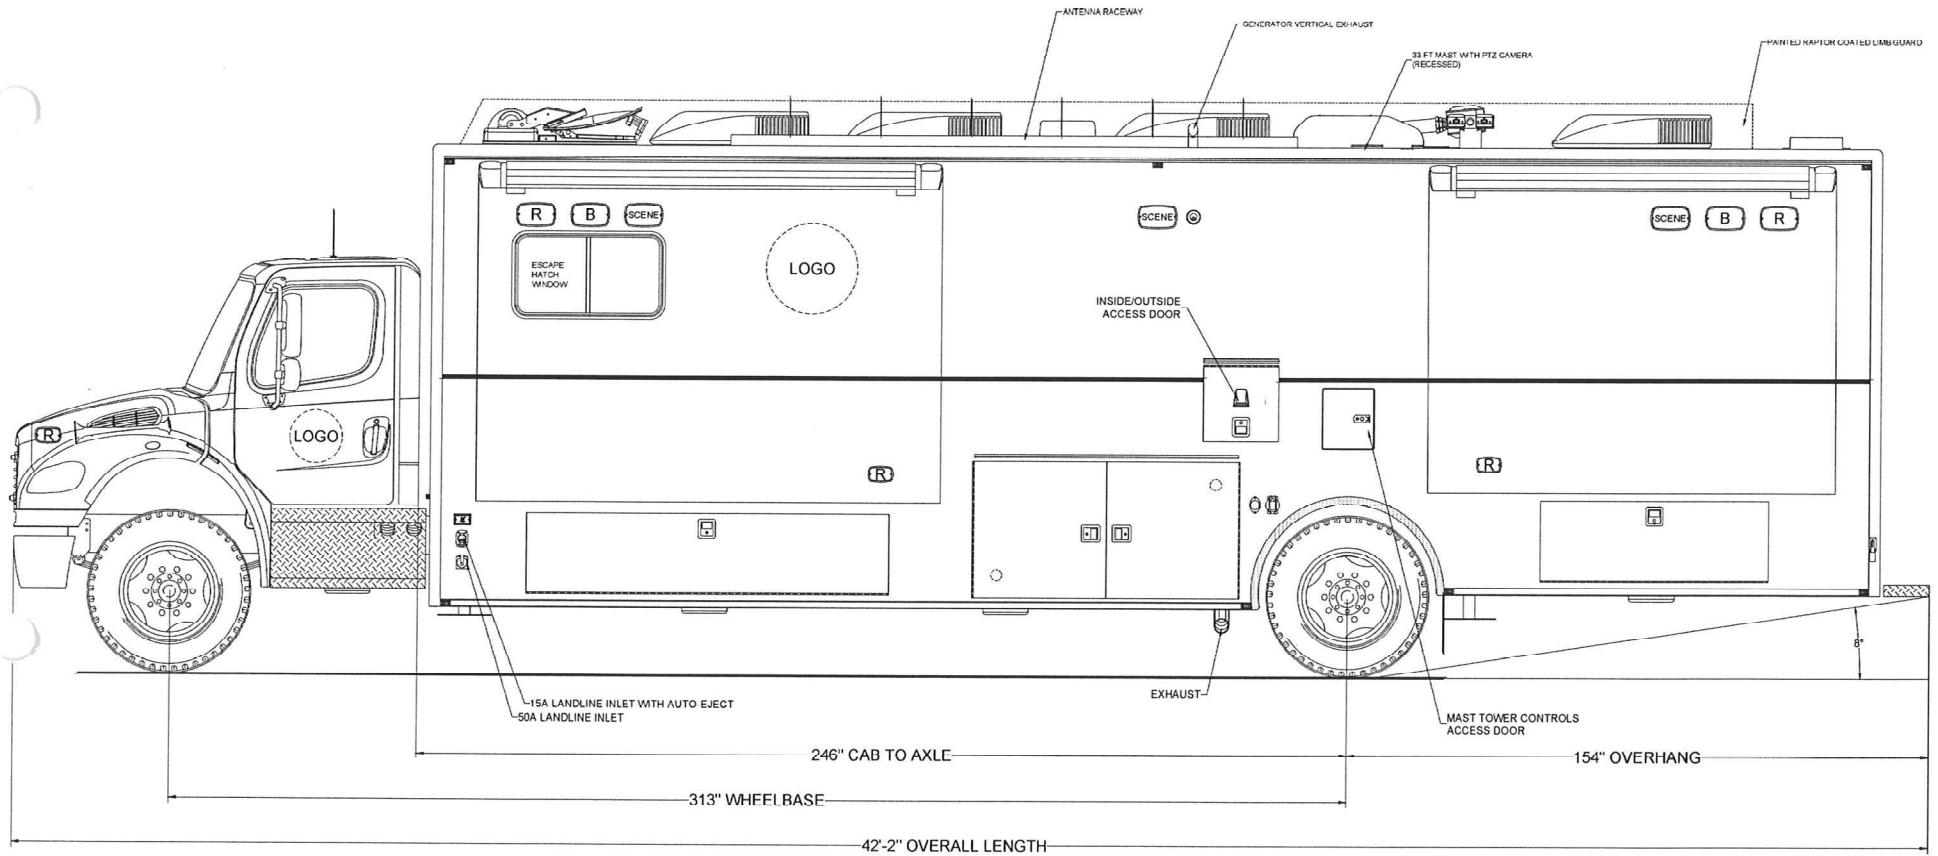 ANTENNA RACEWAY
GENERATOR VERTICAL EXHAUST
33 FT MAST WITH PTZ CAMERA
(RECESSED)
PAINTED RAPTOR COATED LIMB GUARD
R
B
SCENE
SCENE
SCENE
B
R
ESCAPE
HATCH
WINDOW
LOGO
INSIDE/OUTSIDE
ACCESS DOOR
R
LOGO
R
R
8°
15A LANDLINE INLET WITH AUTO EJECT
50A LANDLINE INLET
EXHAUST
MAST TOWER CONTROLS
ACCESS DOOR
246" CAB TO AXLE
154" OVERHANG
313" WHEELBASE
42'-2" OVERALL LENGTH